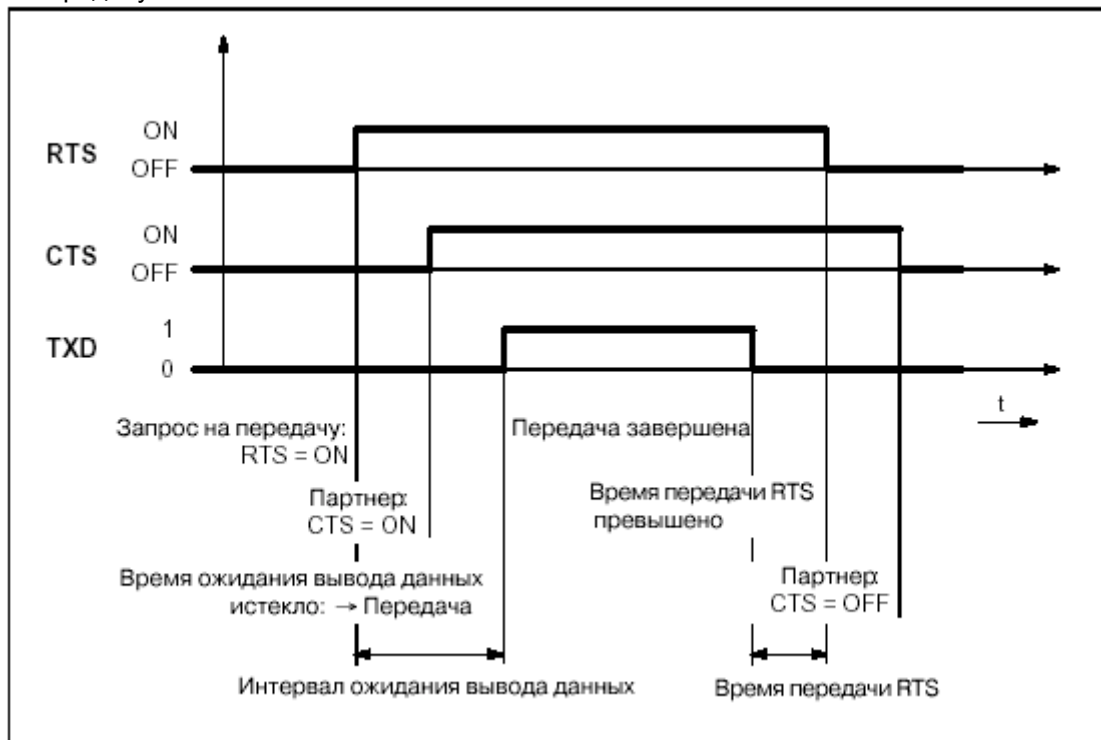 ON
RTS
OFF
ON
CTS
OFF
1
TXD
0
t
Запрос на передачу:
RTS = ON
Передача завершена
Партнер:
CTS = ON
Время передачи RTS
превышено
Время ожидания вывода данных
истекло: → Передача
Партнер:
CTS = OFF
Интервал ожидания вывода данных
Время передачи RTS